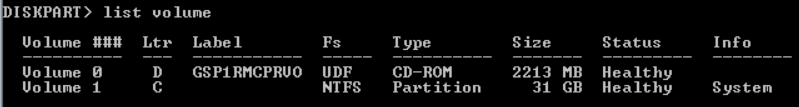 DISKPART> list volume
Volume ### Ltr Label Fs Type Size Status Info
---------- --- ----------- ----- ---------- ------- --------- --------
Volume 0 D GSP1RMCPRVO UDF CD-ROM 2213 MB Healthy
Volume 1 C NTFS Partition 31 GB Healthy System